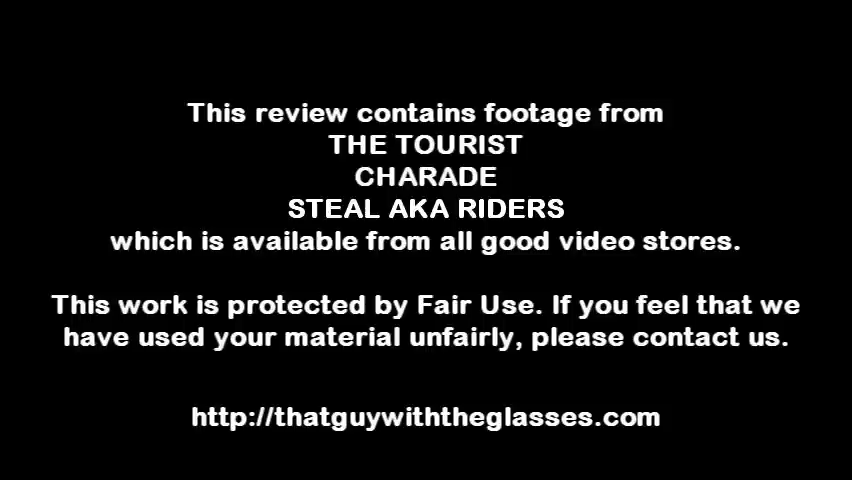 This review contains footage from
THE TOURIST
CHARADE
STEAL AKA RIDERS
which is available from all good video stores.
This work is protected by Fair Use. If you feel that we
have used your material unfairly, please contact us.
http://thatguywiththeglasses.com